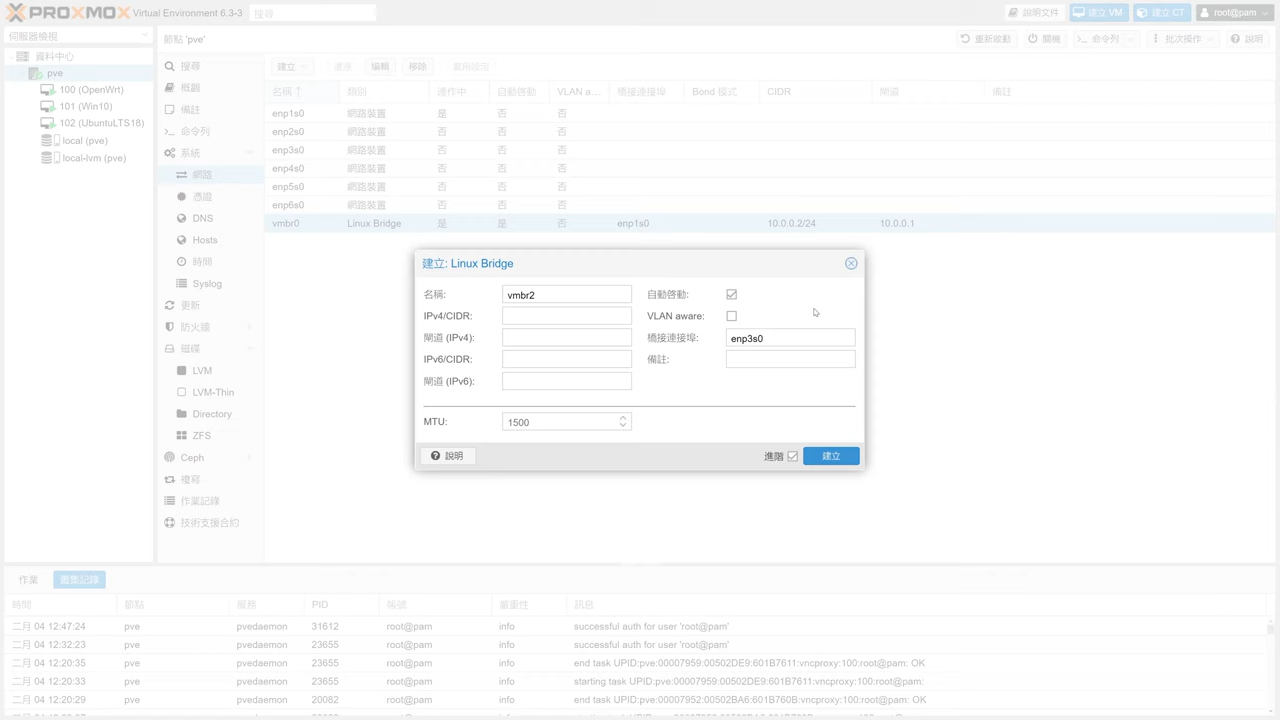 PROXMOX Virtual Environment 6.3-3 搜尋 說明文件 建立 VM 建立 CT root@pam
伺服器檢視
節點 'pve' 重新啟動 關機 命令列 批次操作 說明
資料中心
pve
100 (OpenWrt)
101 (Win10)
102 (UbuntuLTS18)
local (pve)
local-lvm (pve)
搜尋
概觀
備註
命令列
系統
網路
憑證
DNS
Hosts
時間
Syslog
更新
防火牆
磁碟
LVM
LVM-Thin
Directory
ZFS
Ceph
複寫
作業記錄
技術支援合約
建立 還原 編輯 移除 套用設定
名稱 ↑ 類別 運作中 自動啓動 VLAN a... 橋接連接埠 Bond 模式 CIDR 閘道 備註
enp1s0 網路裝置 是 否 否
enp2s0 網路裝置 否 否 否
enp3s0 網路裝置 否 否 否
enp4s0 網路裝置 否 否 否
enp5s0 網路裝置 否 否 否
enp6s0 網路裝置 否 否 否
vmbr0 Linux Bridge 是 是 否 enp1s0 10.0.0.2/24 10.0.0.1
建立: Linux Bridge
名稱: vmbr2 自動啓動:
IPv4/CIDR: VLAN aware:
閘道 (IPv4): 橋接連接埠: enp3s0
IPv6/CIDR: 備註:
閘道 (IPv6):
MTU: 1500
說明 進階 建立
作業 叢集記錄
時間 節點 服務 PID 帳號 嚴重性 訊息
二月 04 12:47:24 pve pvedaemon 31612 root@pam info successful auth for user 'root@pam'
二月 04 12:32:23 pve pvedaemon 23655 root@pam info successful auth for user 'root@pam'
二月 04 12:20:35 pve pvedaemon 23655 root@pam info end task UPID:pve:00007959:00502DE9:601B7611:vncproxy:100:root@pam: OK
二月 04 12:20:33 pve pvedaemon 23655 root@pam info starting task UPID:pve:00007959:00502DE9:601B7611:vncproxy:100:root@pam:
二月 04 12:20:29 pve pvedaemon 20082 root@pam info end task UPID:pve:00007952:00502BA6:601B760B:vncproxy:100:root@pam: OK